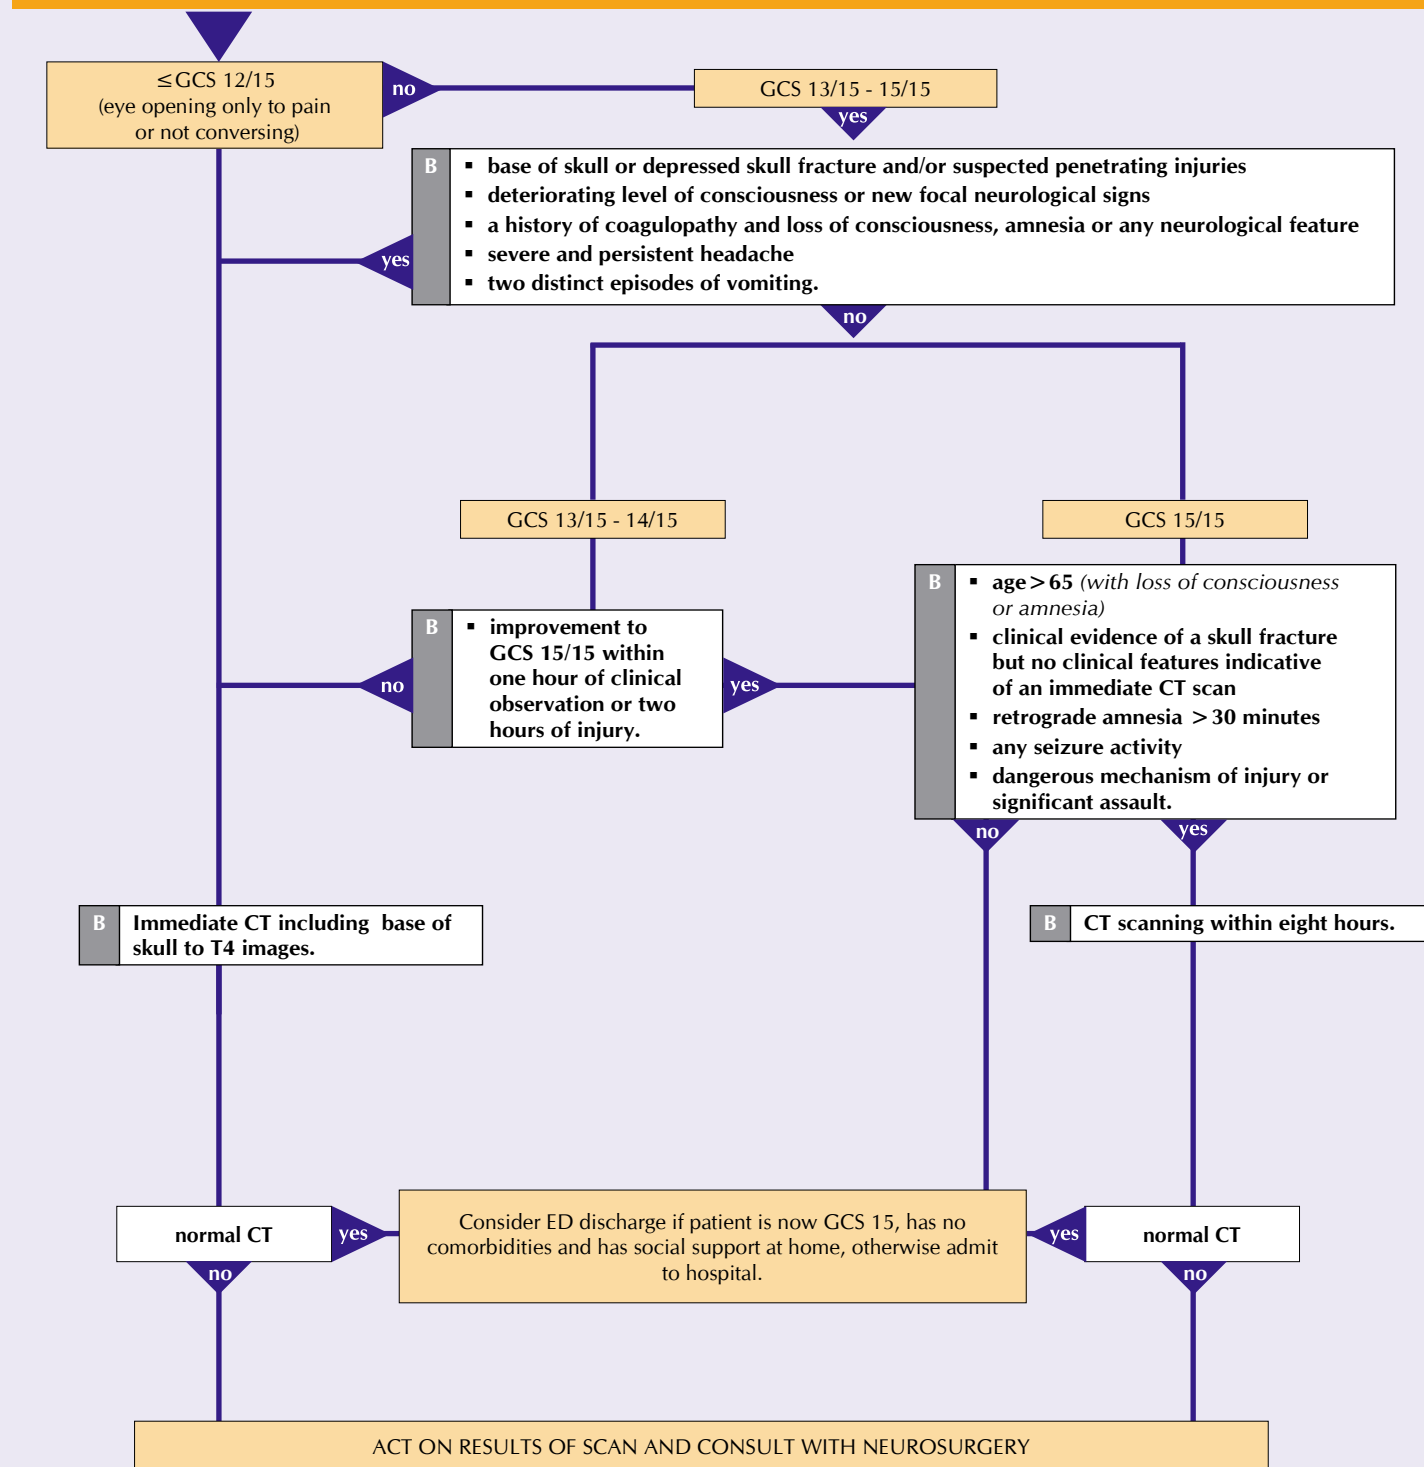 ≤GCS 12/15
(eye opening only to pain
or not conversing)
no
GCS 13/15 - 15/15
yes
B
▪ base of skull or depressed skull fracture and/or suspected penetrating injuries
▪ deteriorating level of consciousness or new focal neurological signs
▪ a history of coagulopathy and loss of consciousness, amnesia or any neurological feature
▪ severe and persistent headache
▪ two distinct episodes of vomiting.
yes
no
GCS 13/15 - 14/15
GCS 15/15
B
▪ improvement to
GCS 15/15 within
one hour of clinical
observation or two
hours of injury.
no
yes
B
▪ age>65 (with loss of consciousness
or amnesia)
▪ clinical evidence of a skull fracture
but no clinical features indicative
of an immediate CT scan
▪ retrograde amnesia >30 minutes
▪ any seizure activity
▪ dangerous mechanism of injury or
significant assault.
no
yes
B
Immediate CT including base of
skull to T4 images.
B
CT scanning within eight hours.
normal CT
yes
no
Consider ED discharge if patient is now GCS 15, has no
comorbidities and has social support at home, otherwise admit
to hospital.
yes
normal CT
no
ACT ON RESULTS OF SCAN AND CONSULT WITH NEUROSURGERY